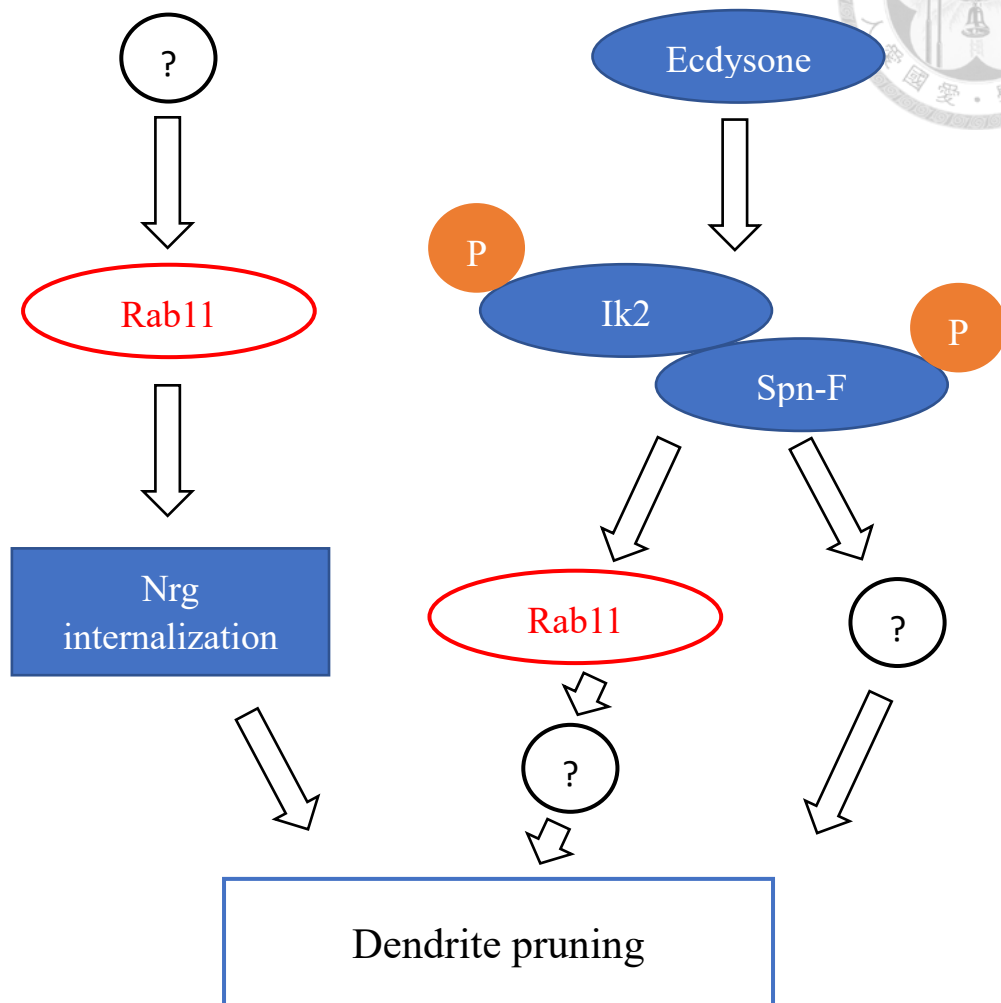 ?
Ecdysone
P
Ik2
P
Rab11
Spn-F
Nrg
internalization
Rab11
?
?
Dendrite pruning